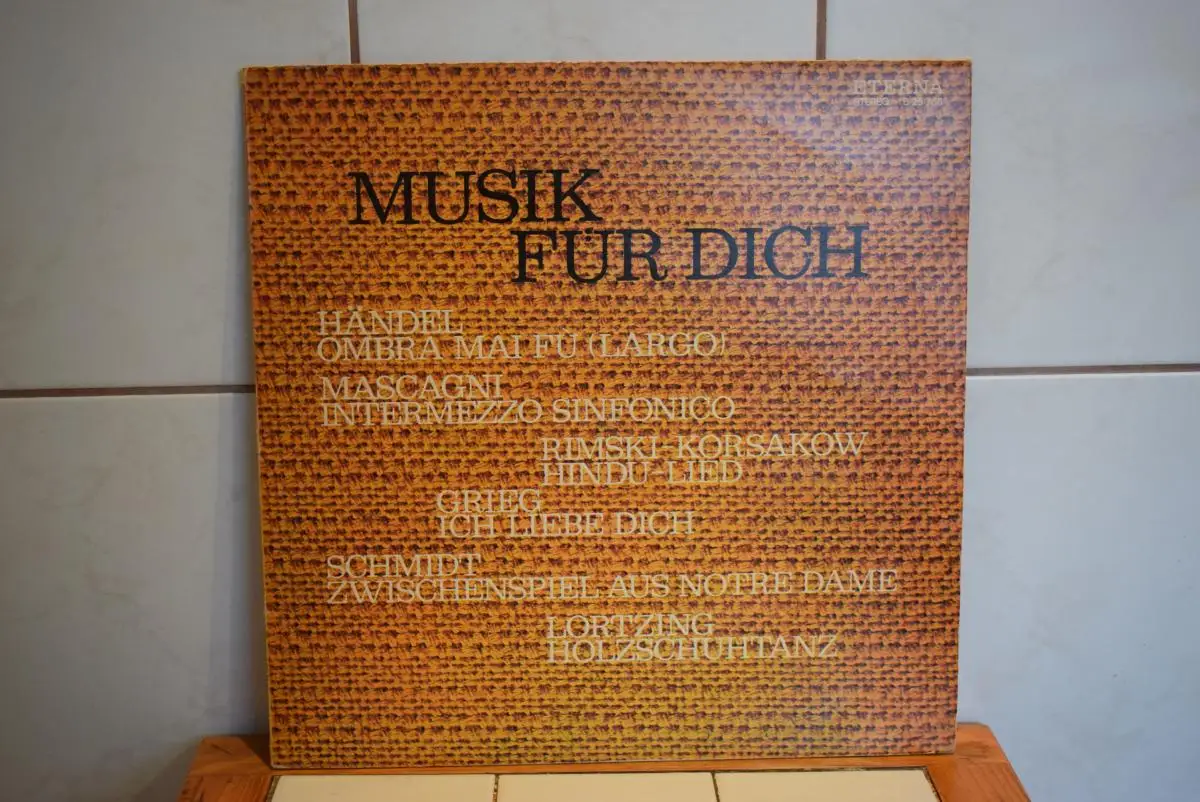 ETERNA
STEREO
MUSIK
FÜR DICH
HÄNDEL
OMBRA MAI FÙ (LARGO)
MASCAGNI
INTERMEZZO SINFONICO
RIMSKI-KORSAKOW
HINDU-LIED
GRIEG
ICH LIEBE DICH
SCHMIDT
ZWISCHENSPIEL AUS NOTRE DAME
LORTZING
HOLZSCHUHTANZ